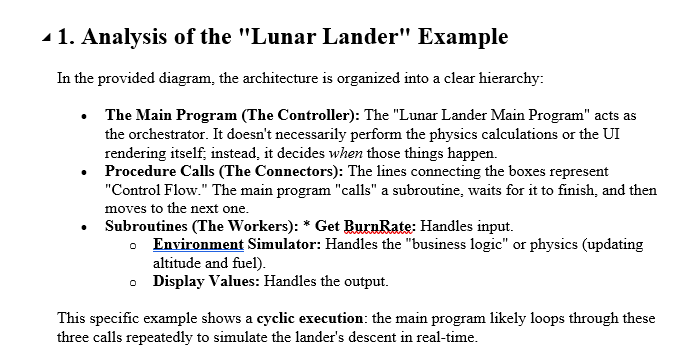 1. Analysis of the "Lunar Lander" Example
In the provided diagram, the architecture is organized into a clear hierarchy:
• The Main Program (The Controller): The "Lunar Lander Main Program" acts as
the orchestrator. It doesn't necessarily perform the physics calculations or the UI
rendering itself; instead, it decides when those things happen.
• Procedure Calls (The Connectors): The lines connecting the boxes represent
"Control Flow." The main program "calls" a subroutine, waits for it to finish, and then
moves to the next one.
• Subroutines (The Workers): * Get BurnRate: Handles input.
o Environment Simulator: Handles the "business logic" or physics (updating
altitude and fuel).
o Display Values: Handles the output.
This specific example shows a cyclic execution: the main program likely loops through these
three calls repeatedly to simulate the lander's descent in real-time.